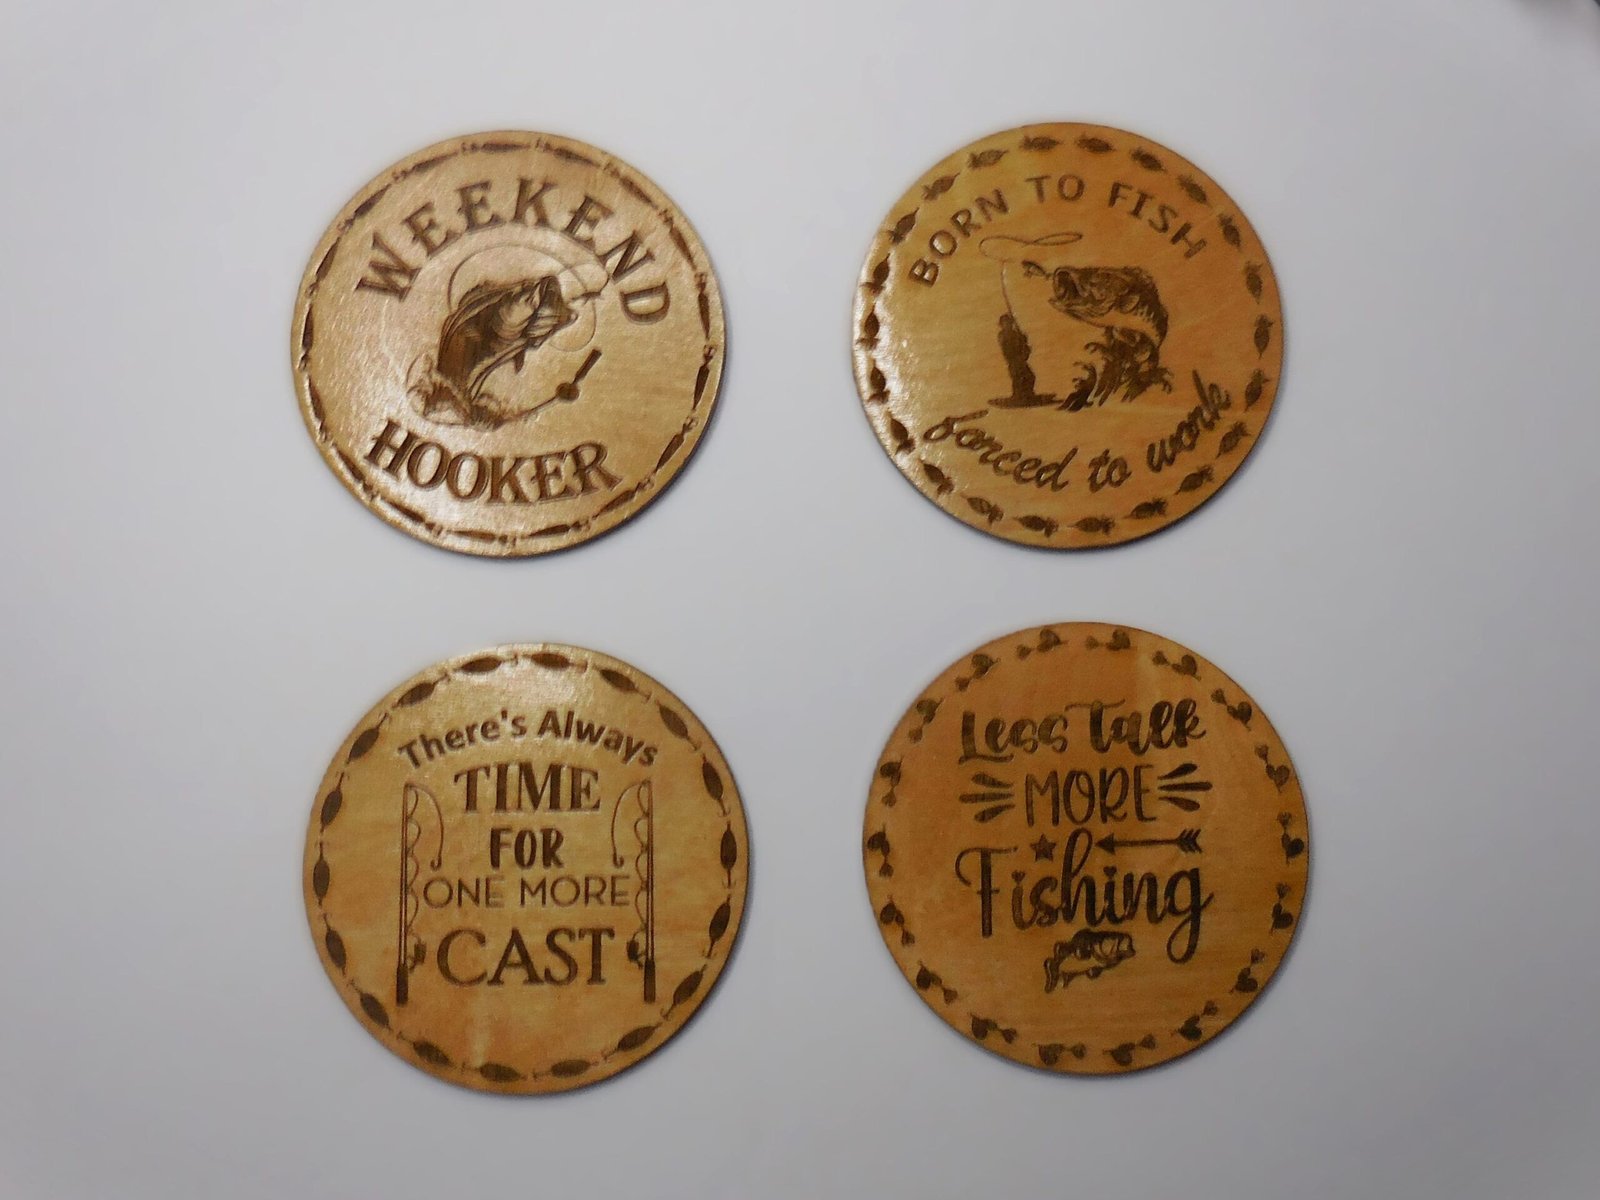 WEEKEND
HOOKER
BORN TO FISH
forced to work
There's Always
TIME
FOR
ONE MORE
CAST
Less Talk
MORE
Fishing